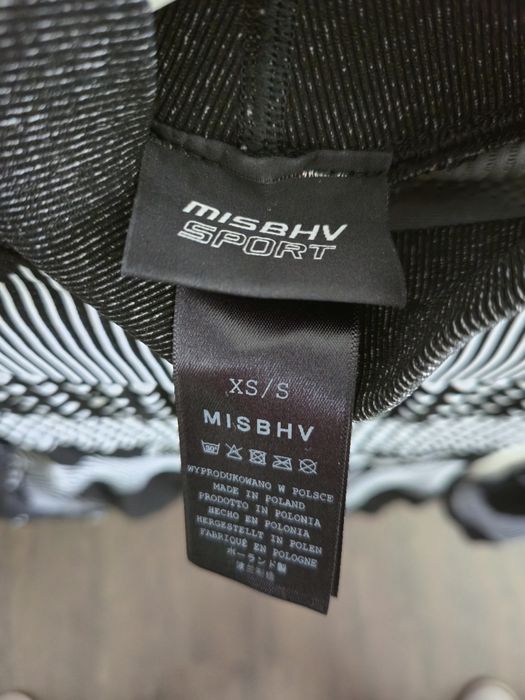 MISBHV
SPORT
XS/S
MISBHV
30°
WYPRODUKOWANO W POLSCE
MADE IN POLAND
PRODOTTO IN POLONIA
HECHO EN POLONIA
HERGESTELLT IN POLEN
FABRIQUÉ EN POLOGNE
ポーランド製